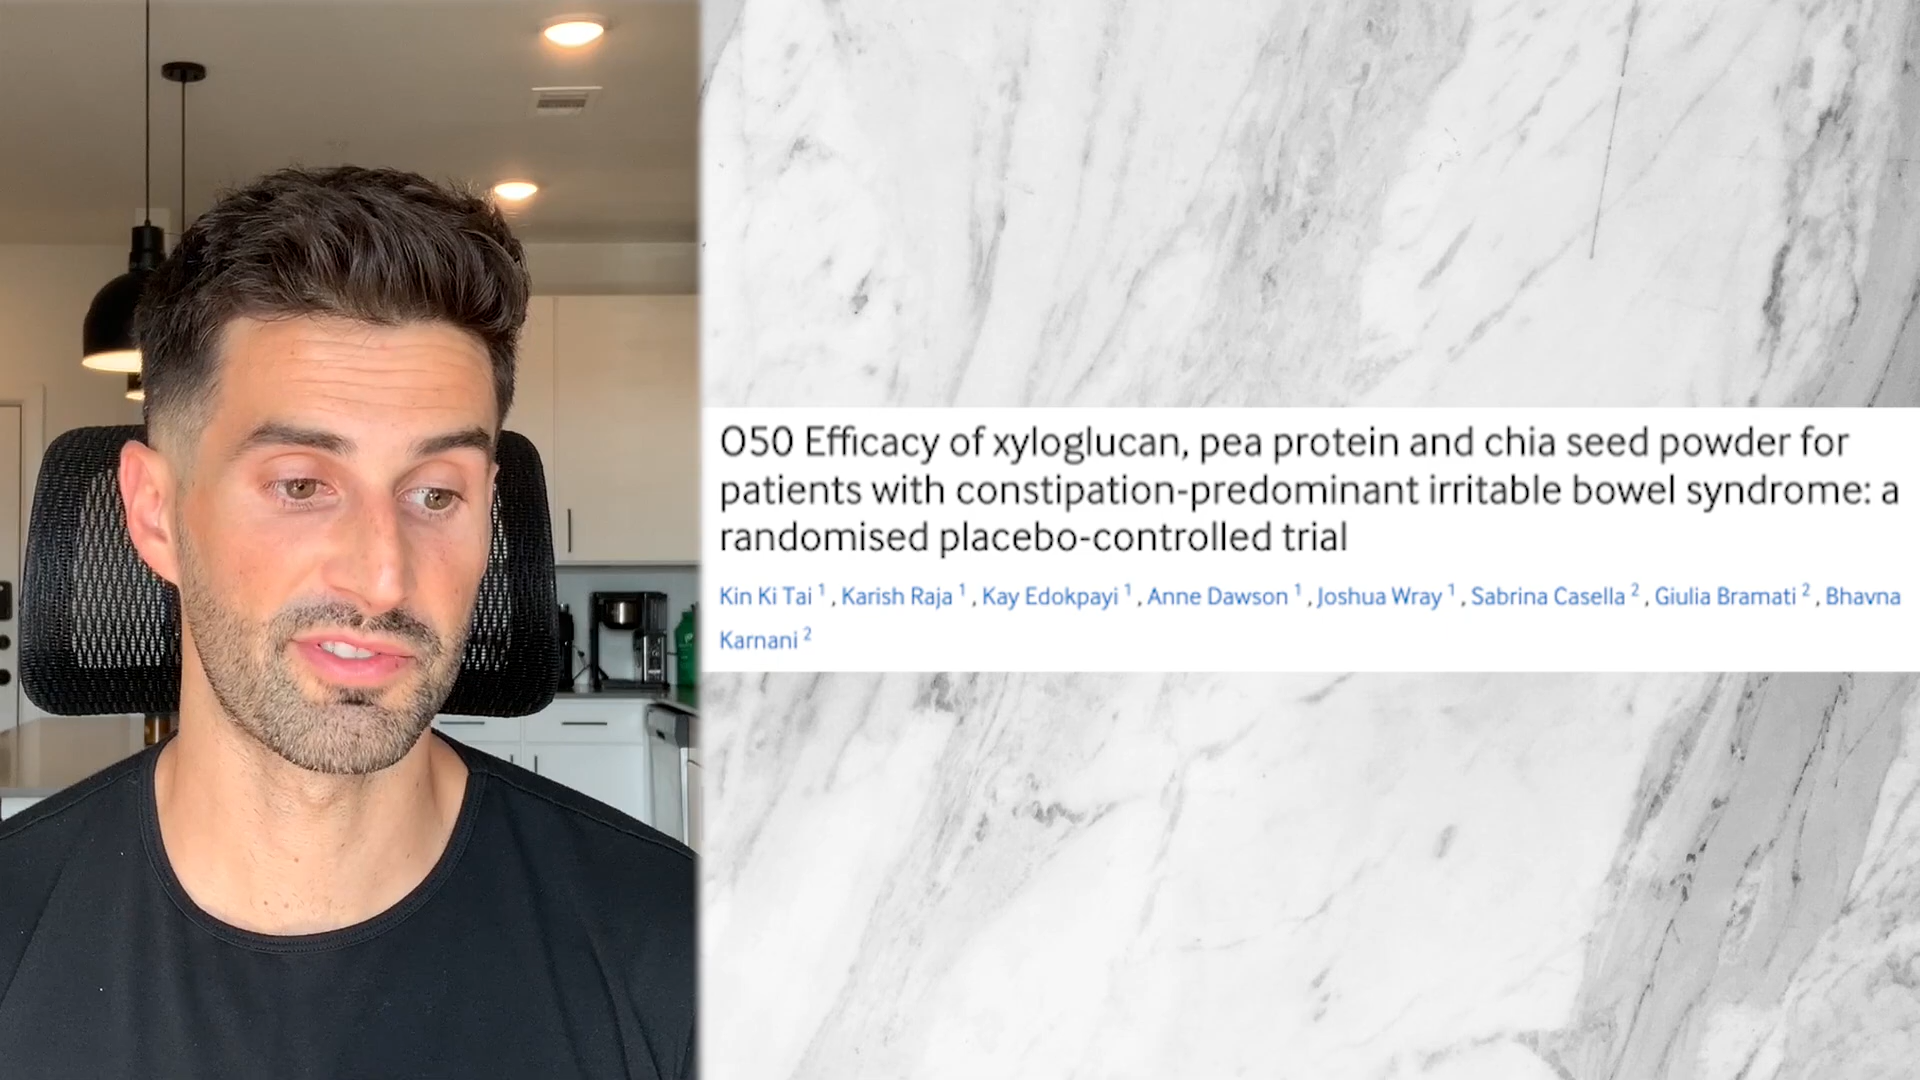 O50 Efficacy of xyloglucan, pea protein and chia seed powder for
patients with constipation-predominant irritable bowel syndrome: a
randomised placebo-controlled trial
Kin Ki Tai 1 , Karish Raja 1 , Kay Edokpayi 1 , Anne Dawson 1 , Joshua Wray 1 , Sabrina Casella 2 , Giulia Bramati 2 , Bhavna
Karnani 2